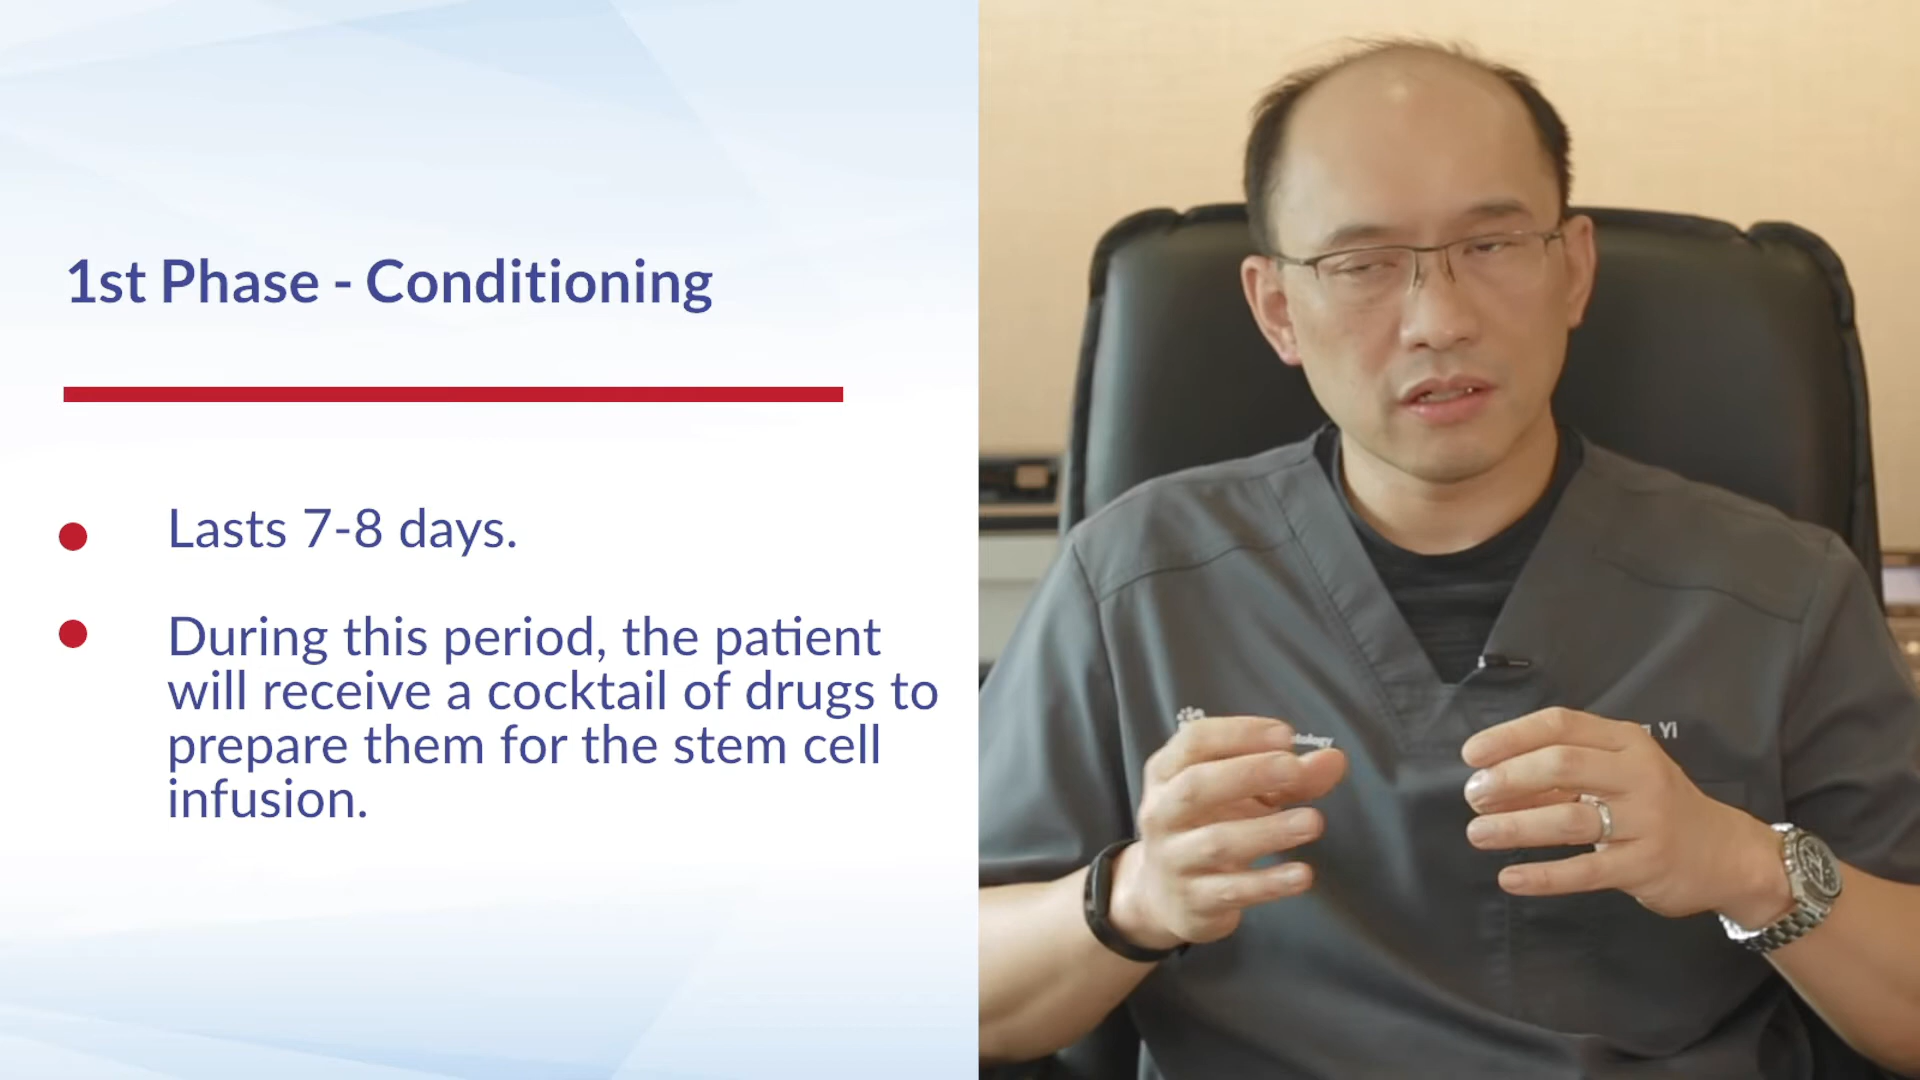 1st Phase - Conditioning
Lasts 7-8 days.
During this period, the patient
will receive a cocktail of drugs to
prepare them for the stem cell
infusion.
Yi